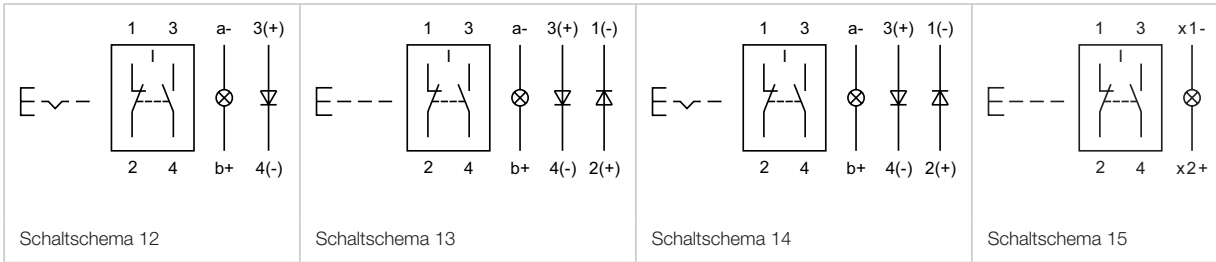 1 3 a- 3(+)
2 4 b+ 4(-)
Schaltschema 12
1 3 a- 3(+) 1(-)
I
2 4 b+ 4(-) 2(+)
Schaltschema 13
1 3 a- 3(+) 1(-)
2 4 b+ 4(-) 2(+)
Schaltschema 14
1 3 x1-
2 4 x2+
Schaltschema 15